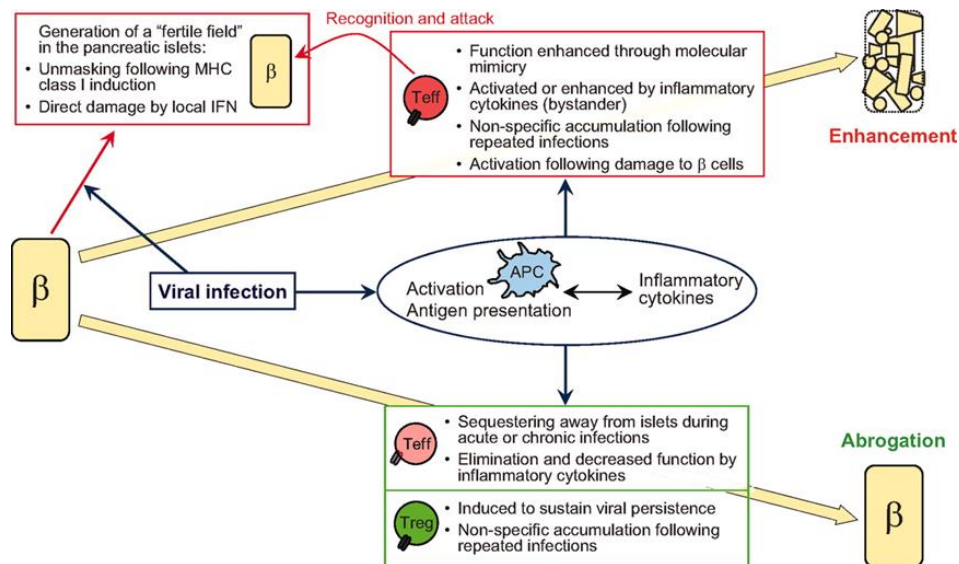 Generation of a “fertile field”
in the pancreatic islets:
• Unmasking following MHC
class I induction
• Direct damage by local IFN
β
Recognition and attack
Teff
• Function enhanced through molecular
mimicry
• Activated or enhanced by inflammatory
cytokines (bystander)
• Non-specific accumulation following
repeated infections
• Activation following damage to β cells
Enhancement
β
Viral infection
APC
Activation
Antigen presentation
Inflammatory
cytokines
Teff
• Sequestering away from islets during
acute or chronic infections
• Elimination and decreased function by
inflammatory cytokines
Treg
• Induced to sustain viral persistence
• Non-specific accumulation following
repeated infections
Abrogation
β